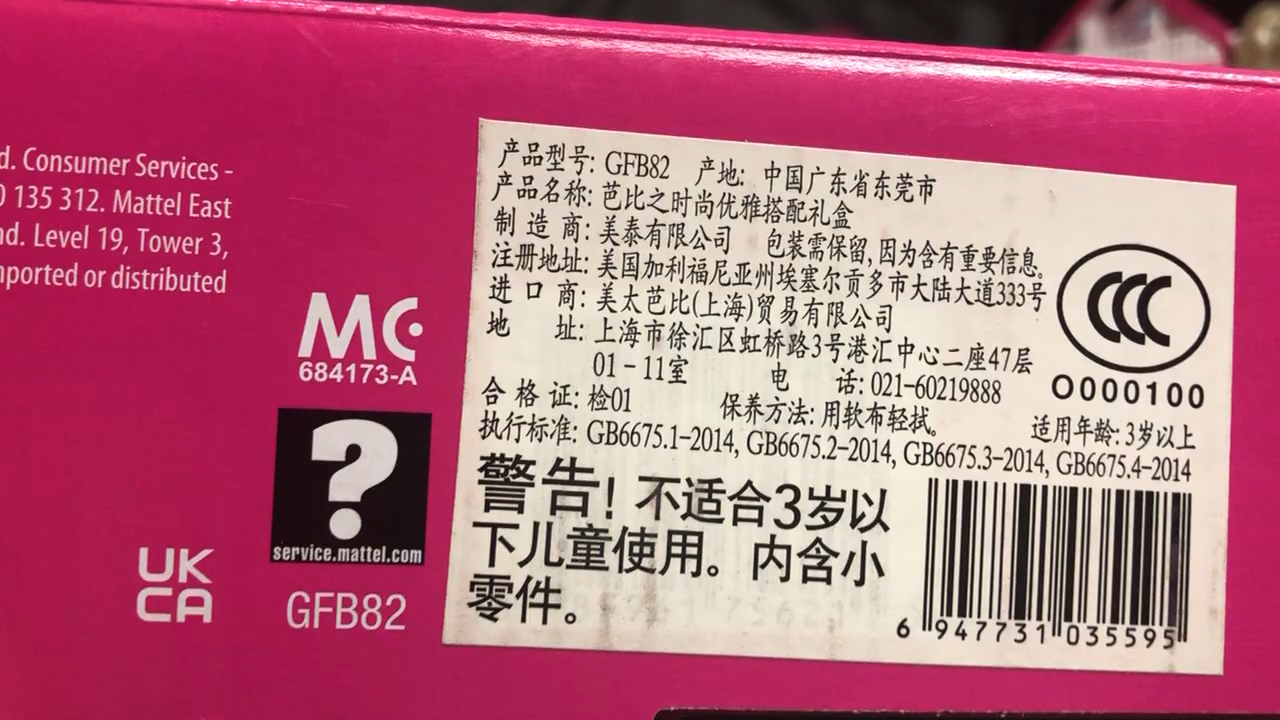 d. Consumer Services -
0 135 312. Mattel East
nd. Level 19, Tower 3,
mported or distributed
MC
684173-A
?
service.mattel.com
UK
CA
GFB82
产品型号: GFB82 产地: 中国广东省东莞市
产品名称: 芭比之时尚优雅搭配礼盒
制造商: 美泰有限公司 包装需保留,因为含有重要信息。
注册地址: 美国加利福尼亚州埃塞尔贡多市大陆大道333号
进口商: 美太芭比(上海)贸易有限公司
地址: 上海市徐汇区虹桥路3号港汇中心二座47层
01-11室 电话: 021-60219888
合格证: 检01 保养方法: 用软布轻拭。 适用年龄: 3岁以上
执行标准: GB6675.1-2014, GB6675.2-2014, GB6675.3-2014, GB6675.4-2014
CCC
O000100
警告! 不适合3岁以
下儿童使用。内含小
零件。
6 947731 035595